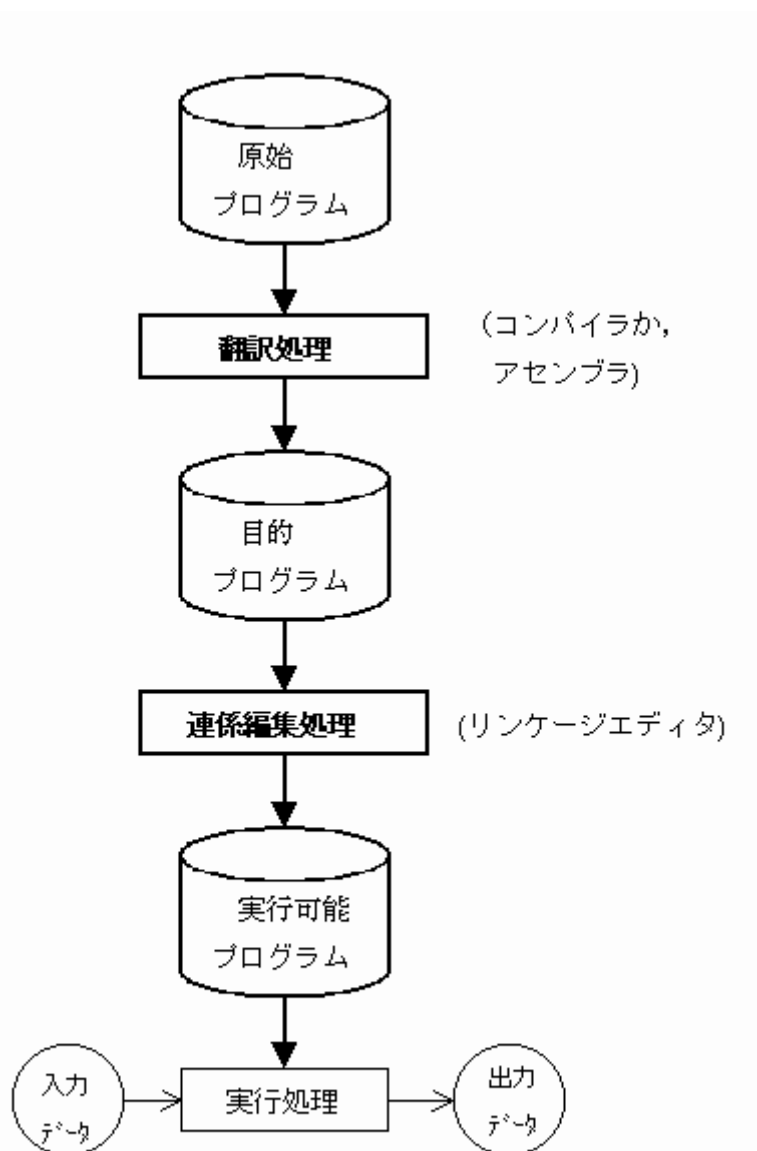 原始
プログラム
翻訳処理
（コンパイラか，
アセンブラ)
目的
プログラム
連係編集処理
(リンケージエディタ)
実行可能
プログラム
入力
ﾃﾞｰﾀ
実行処理
出力
ﾃﾞｰﾀ